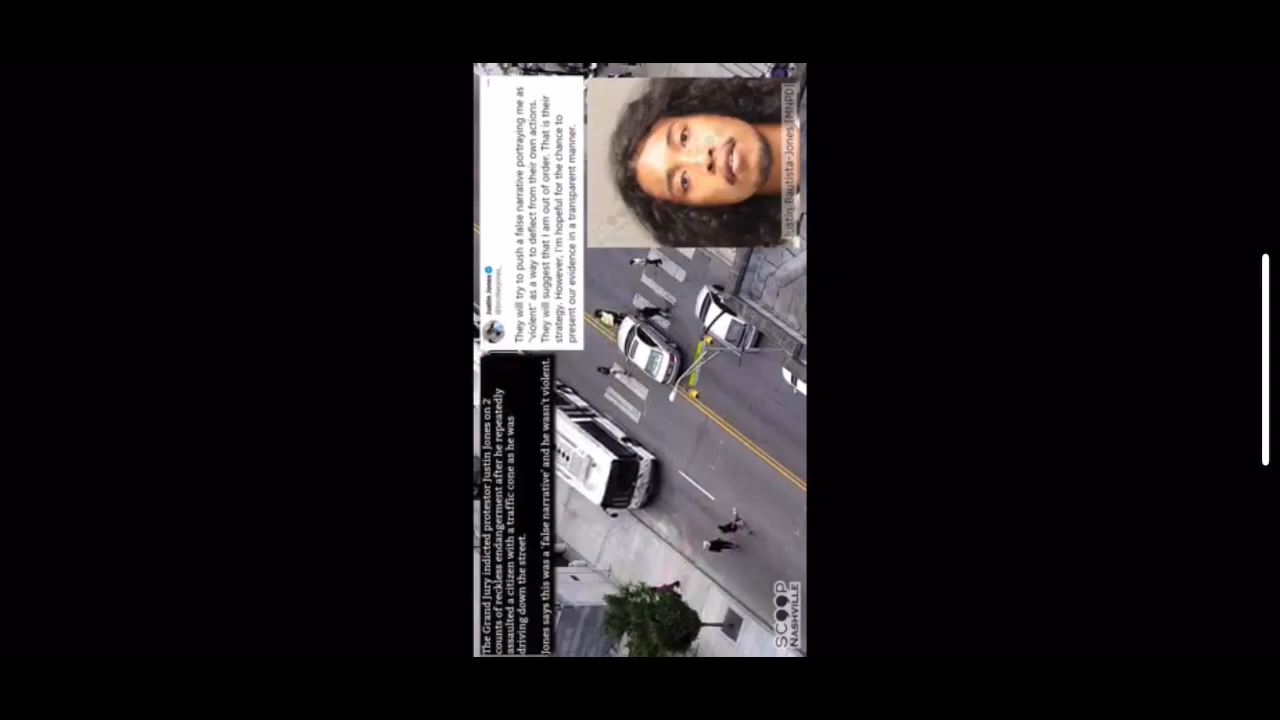 The Grand Jury indicted protestor Justin Jones on 2
counts of reckless endangerment after he repeatedly
assaulted a citizen with a traffic cone as he was
driving down the street.
Jones says this was a 'false narrative' and he wasn't violent.
Justin Jones
@brotherjones_
They will try to push a false narrative portraying me as
"violent" as a way to deflect from their own actions.
They will suggest that I am out of order. That is their
strategy. However, I'm hopeful for the chance to
present our evidence in a transparent manner.
Justin Bautista-Jones [MNPD]
SCOOP
NASHVILLE